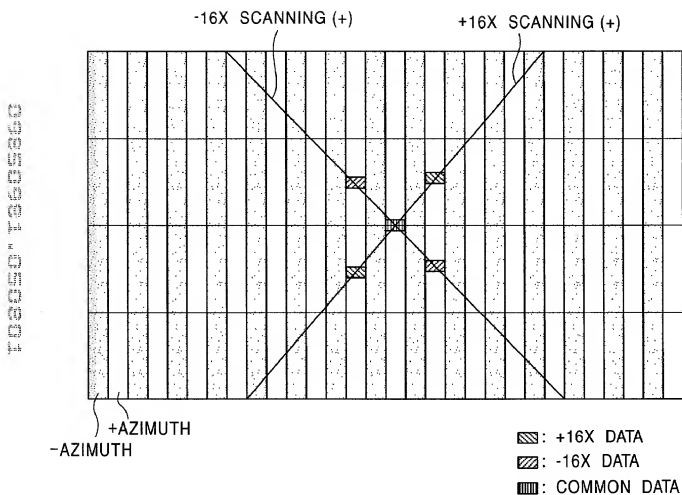 -16X SCANNING (+)
+16X SCANNING (+)
+AZIMUTH
-AZIMUTH
: +16X DATA
: -16X DATA
: COMMON DATA